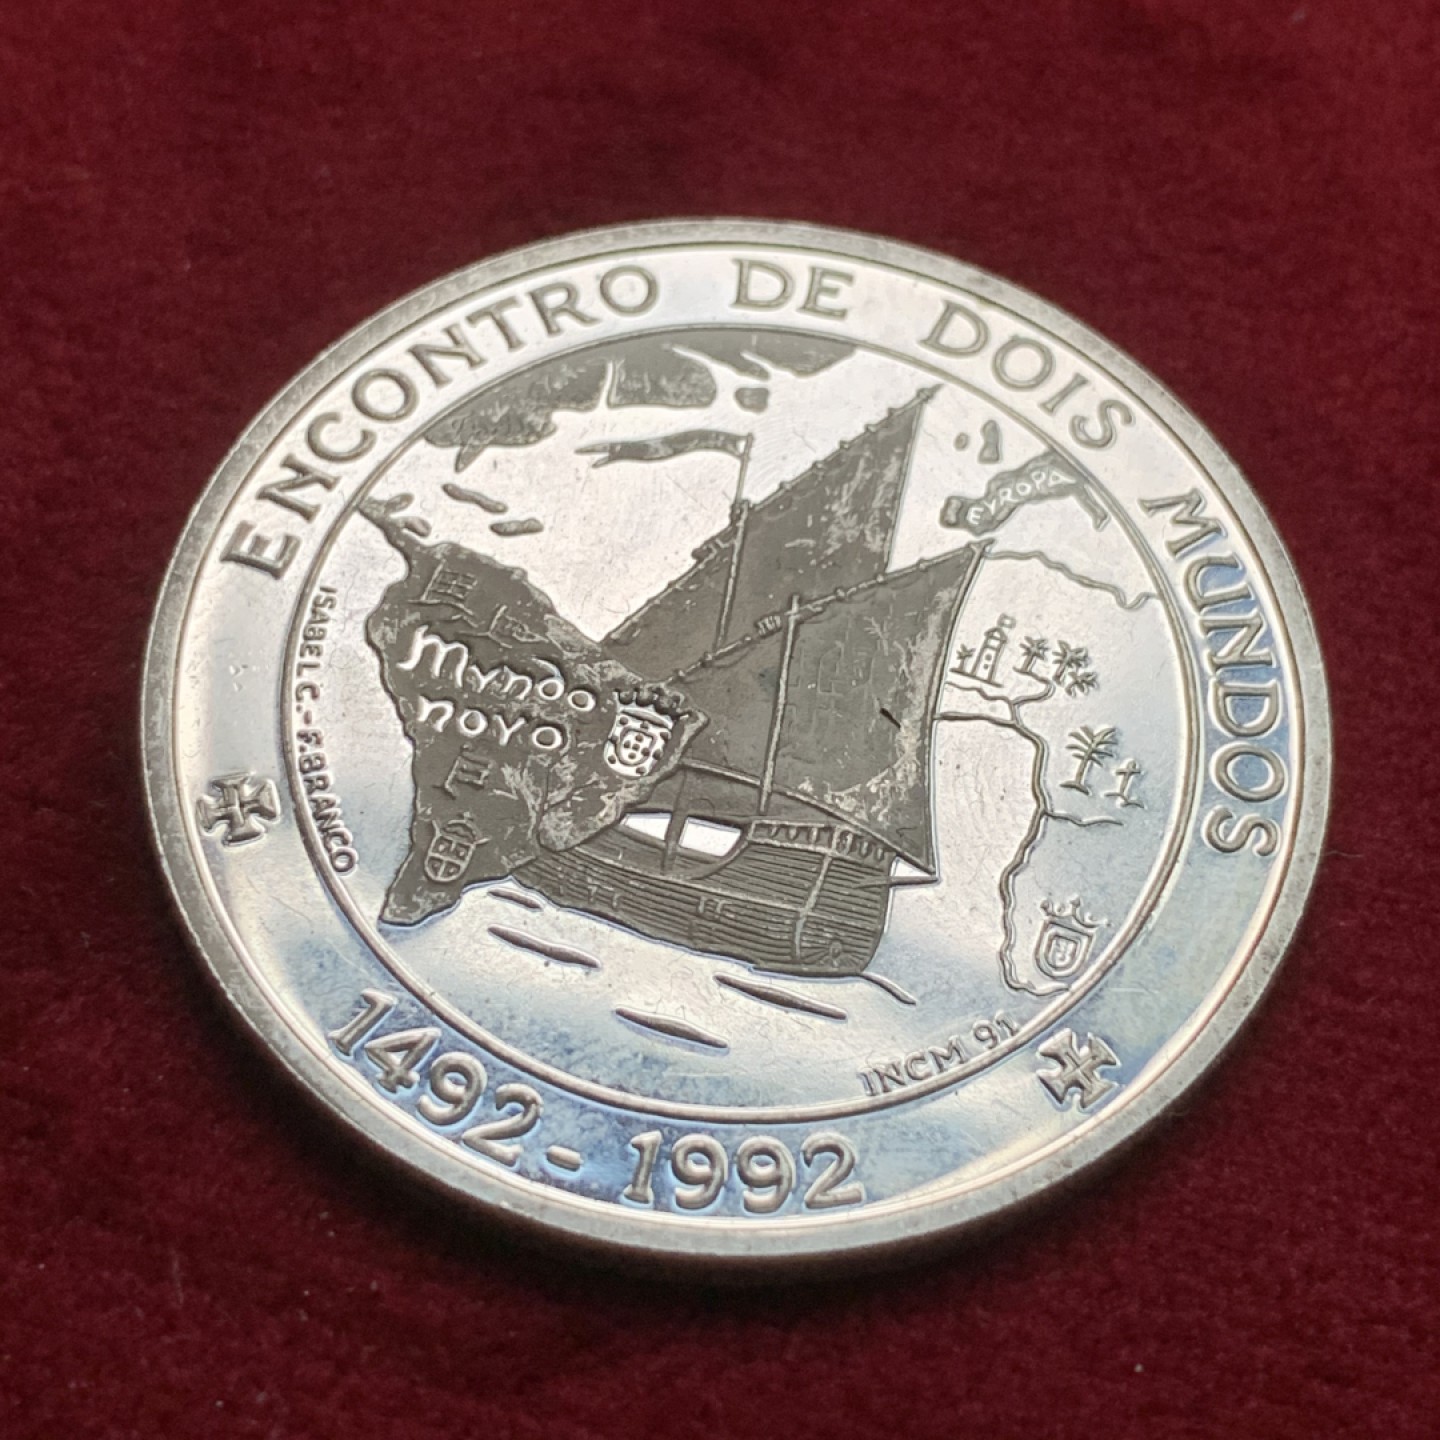 ENCONTRO DE DOIS MUNDOS
EVROPA
Mvndo
novo
ISABEL C.-F.BRANCO
INCM 91
1492-1992